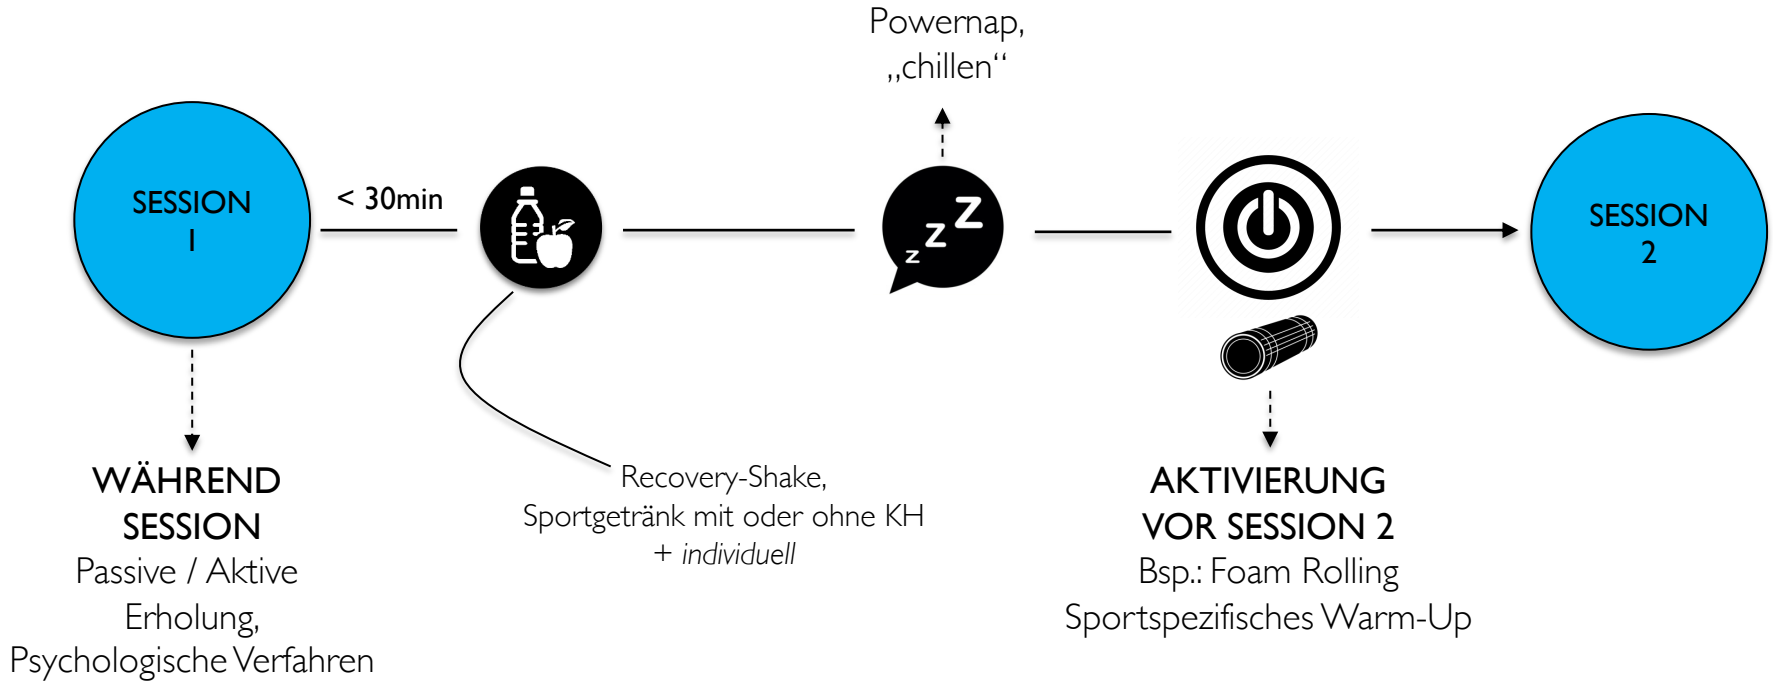 Powernap,
„chillen“
SESSION
1
< 30min
z z Z
SESSION
2
WÄHREND
SESSION
Passive / Aktive
Erholung,
Psychologische Verfahren
Recovery-Shake,
Sportgetränk mit oder ohne KH
+ individuell
AKTIVIERUNG
VOR SESSION 2
Bsp.: Foam Rolling
Sportspezifisches Warm-Up